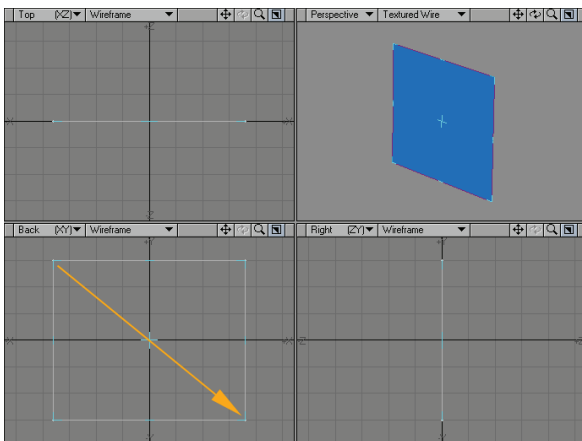 Top (XZ) Wireframe
Perspective Textured Wire
Back (XY) Wireframe
Right (ZY) Wireframe